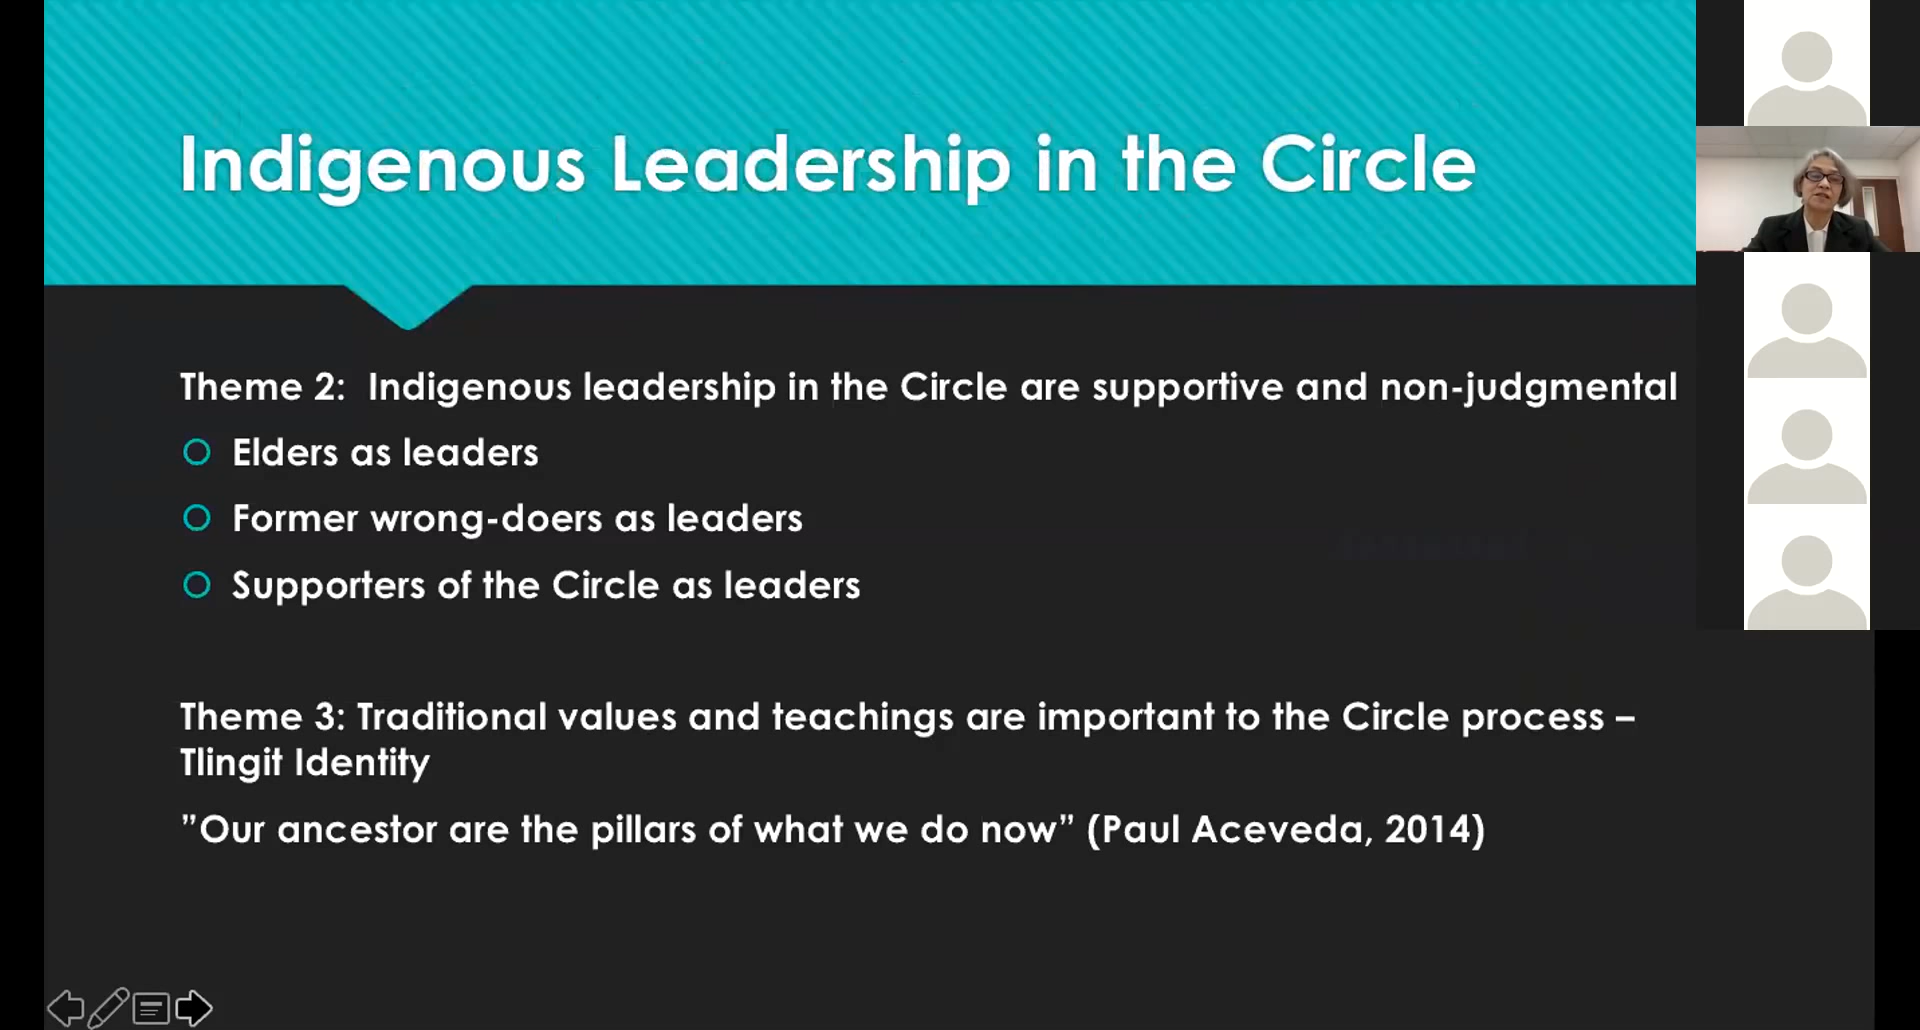 Indigenous Leadership in the Circle
Theme 2:  Indigenous leadership in the Circle are supportive and non-judgmental
Elders as leaders
Former wrong-doers as leaders
Supporters of the Circle as leaders
Theme 3: Traditional values and teachings are important to the Circle process –
Tlingit Identity
”Our ancestor are the pillars of what we do now” (Paul Aceveda, 2014)